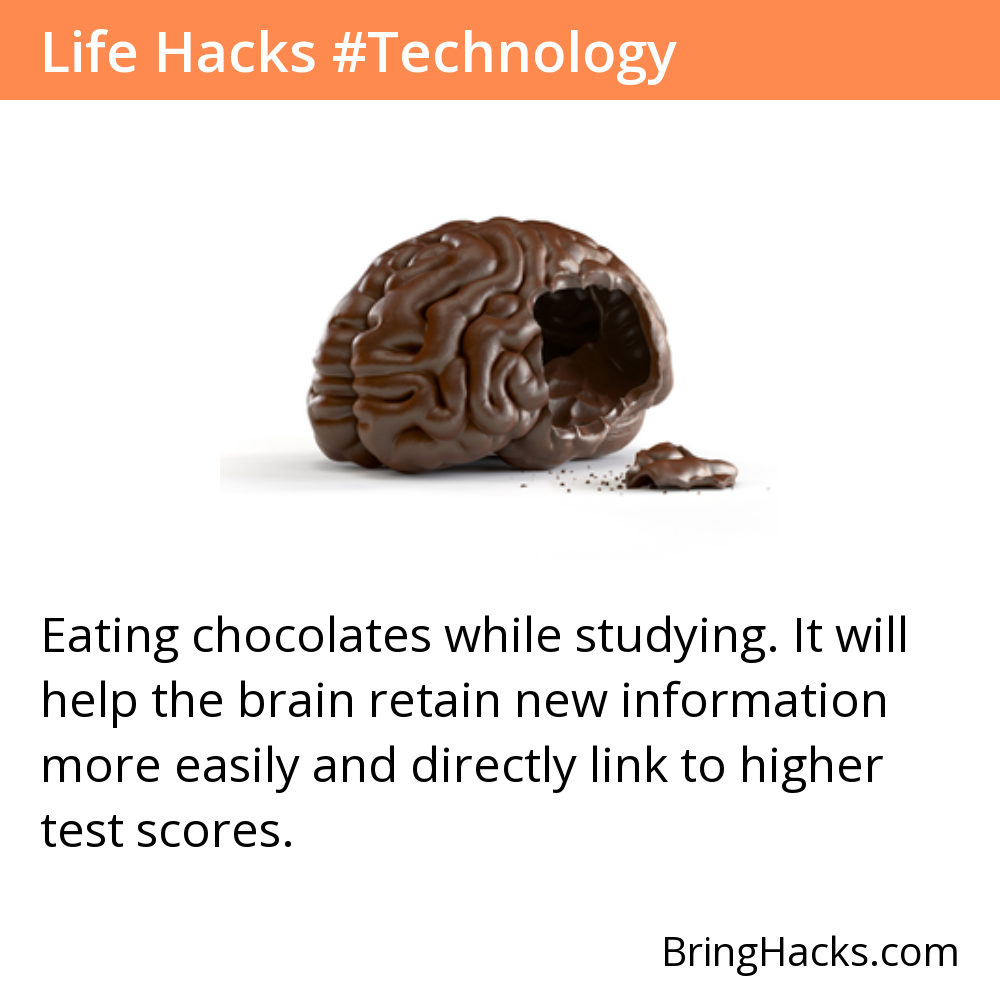 Life Hacks #Technology
Eating chocolates while studying. It will
help the brain retain new information
more easily and directly link to higher
test scores.
BringHacks.com